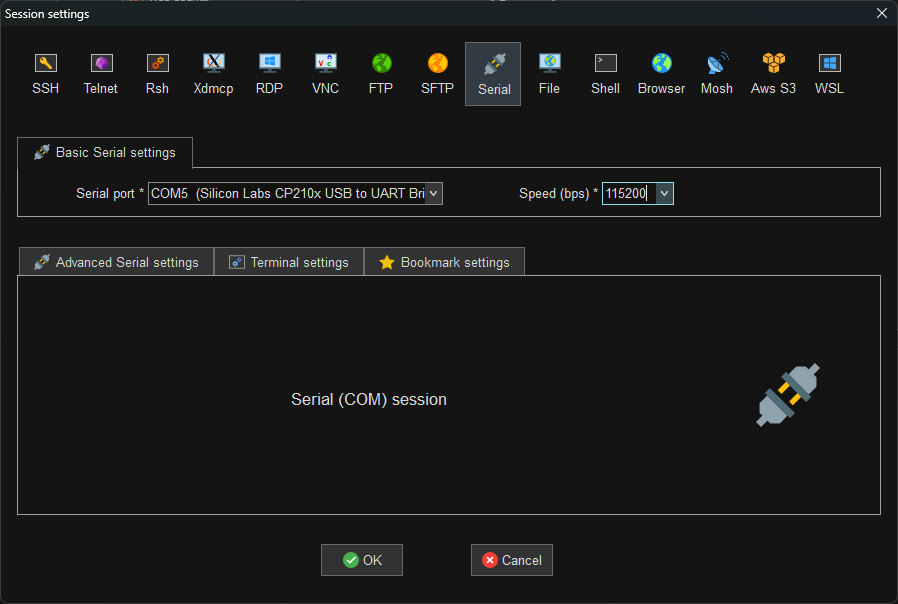 Session settings
SSH Telnet Rsh Xdmcp RDP VNC FTP SFTP Serial File Shell Browser Mosh Aws S3 WSL
Basic Serial settings
Serial port * COM5 (Silicon Labs CP210x USB to UART Bri Speed (bps) * 115200
Advanced Serial settings Terminal settings Bookmark settings
Serial (COM) session
OK Cancel